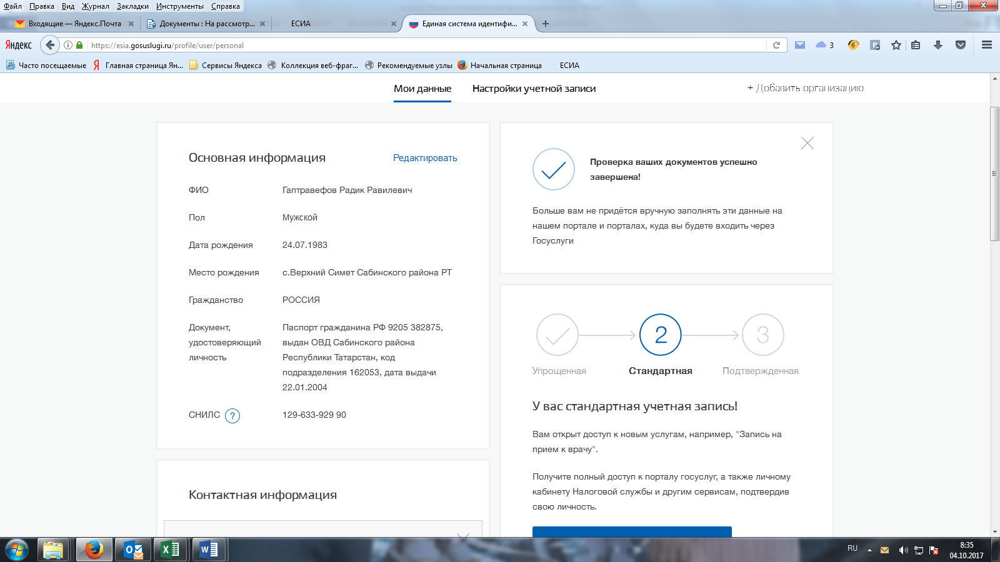 Файл Правка Вид Журнал Закладки Инструменты Справка
Входящие — Яндекс.Почта
Документы : На рассмотр...
ЕСИА
Единая система идентифи...
Яндекс
https://esia.gosuslugi.ru/profile/user/personal
3
6
Часто посещаемые
Главная страница Ян...
Сервисы Яндекса
Коллекция веб-фраг...
Рекомендуемые узлы
Начальная страница
ЕСИА
Мои данные
Настройки учетной записи
+ Добавить организацию
Основная информация
Редактировать
ФИО Гаптравефов Радик Равилевич
Пол Мужской
Дата рождения 24.07.1983
Место рождения с.Верхний Симет Сабинского района РТ
Гражданство РОССИЯ
Документ, Паспорт гражданина РФ 9205 382875,
удостоверяющий выдан ОВД Сабинского района
личность Республики Татарстан, код
подразделения 162053, дата выдачи
22.01.2004
СНИЛС ? 129-633-929 90
Контактная информация
Проверка ваших документов успешно
завершена!
Больше вам не придётся вручную заполнять эти данные на
нашем портале и порталах, куда вы будете входить через
Госуслуги
2 3
Упрощенная Стандартная Подтвержденная
У вас стандартная учетная запись!
Вам открыт доступ к новым услугам, например, "Запись на
прием к врачу".
Получите полный доступ к порталу госуслуг, а также личному
кабинету Налоговой службы и другим сервисам, подтвердив
свою личность.
RU
8:35
04.10.2017